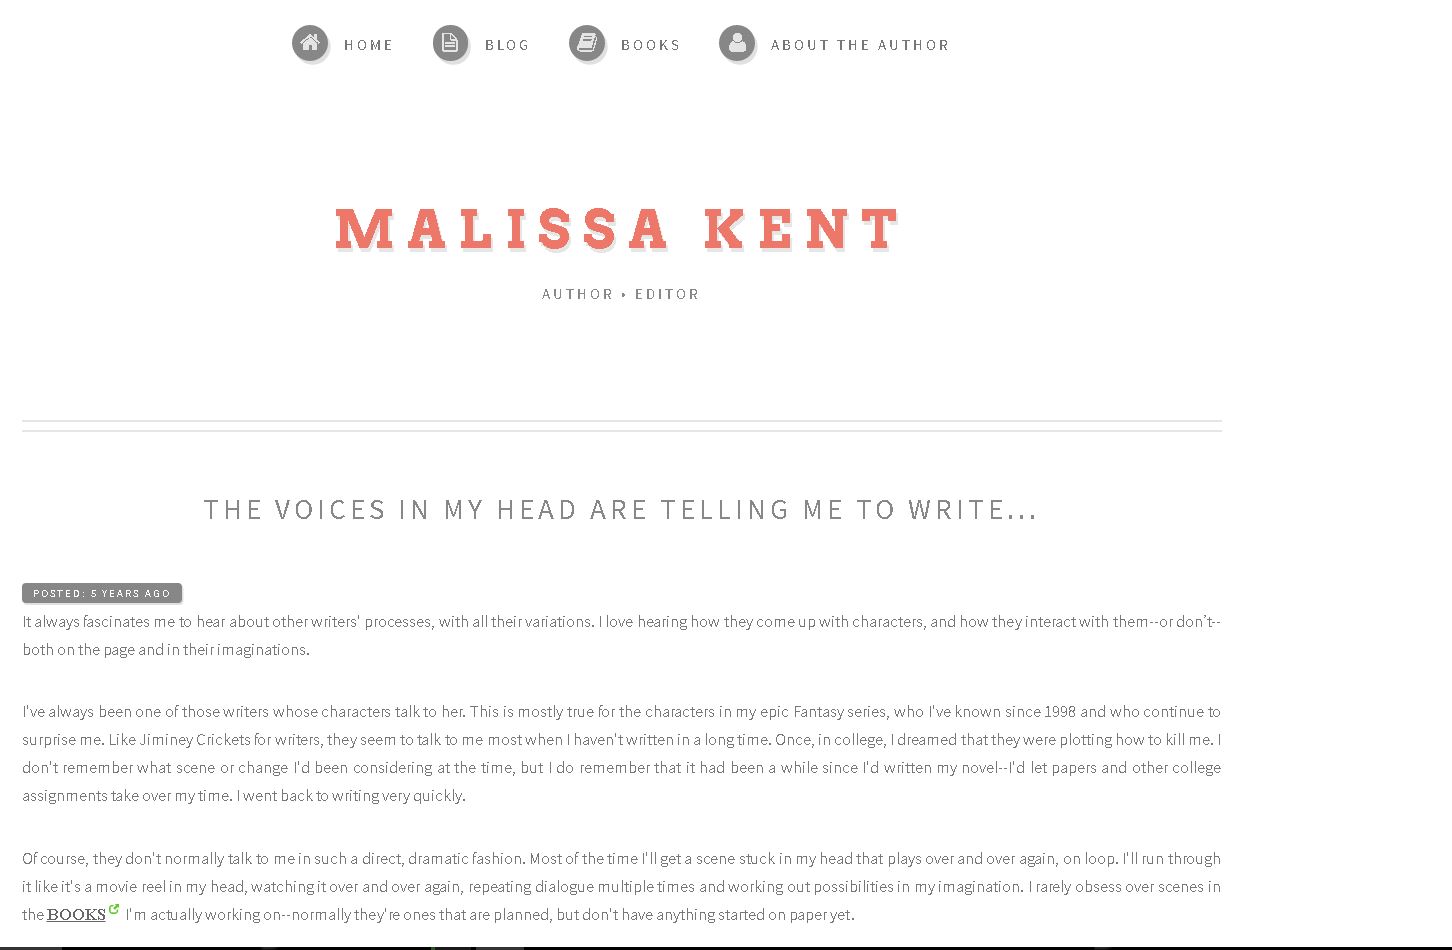 HOME BLOG BOOKS ABOUT THE AUTHOR
MALISSA KENT
AUTHOR • EDITOR
THE VOICES IN MY HEAD ARE TELLING ME TO WRITE...
POSTED: 5 YEARS AGO
It always fascinates me to hear about other writers' processes, with all their variations. I love hearing how they come up with characters, and how they interact with them--or don’t--
both on the page and in their imaginations.
I've always been one of those writers whose characters talk to her. This is mostly true for the characters in my epic Fantasy series, who I've known since 1998 and who continue to
surprise me. Like Jiminey Crickets for writers, they seem to talk to me most when I haven't written in a long time. Once, in college, I dreamed that they were plotting how to kill me. I
don't remember what scene or change I'd been considering at the time, but I do remember that it had been a while since I'd written my novel--I'd let papers and other college
assignments take over my time. I went back to writing very quickly.
Of course, they don't normally talk to me in such a direct, dramatic fashion. Most of the time I'll get a scene stuck in my head that plays over and over again, on loop. I'll run through
it like it's a movie reel in my head, watching it over and over again, repeating dialogue multiple times and working out possibilities in my imagination. I rarely obsess over scenes in
the BOOKS I'm actually working on--normally they're ones that are planned, but don't have anything started on paper yet.